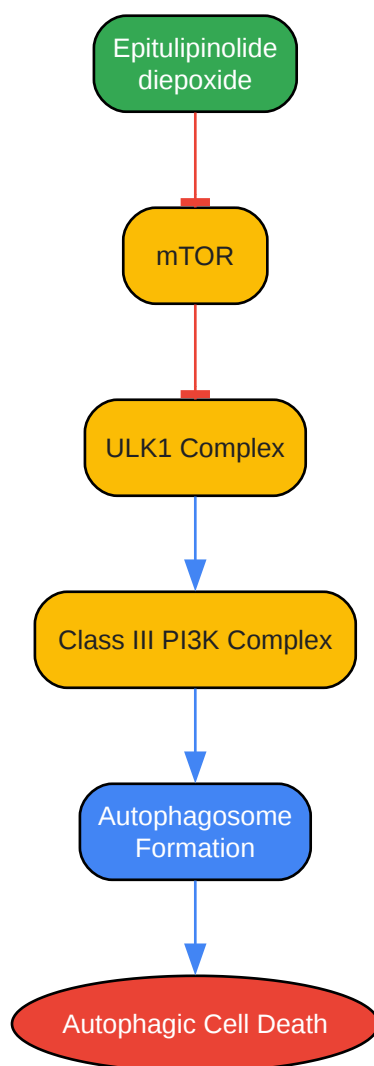 Epitulipinolide
diepoxide
mTOR
ULK1 Complex
Class III PI3K Complex
Autophagosome
Formation
Autophagic Cell Death